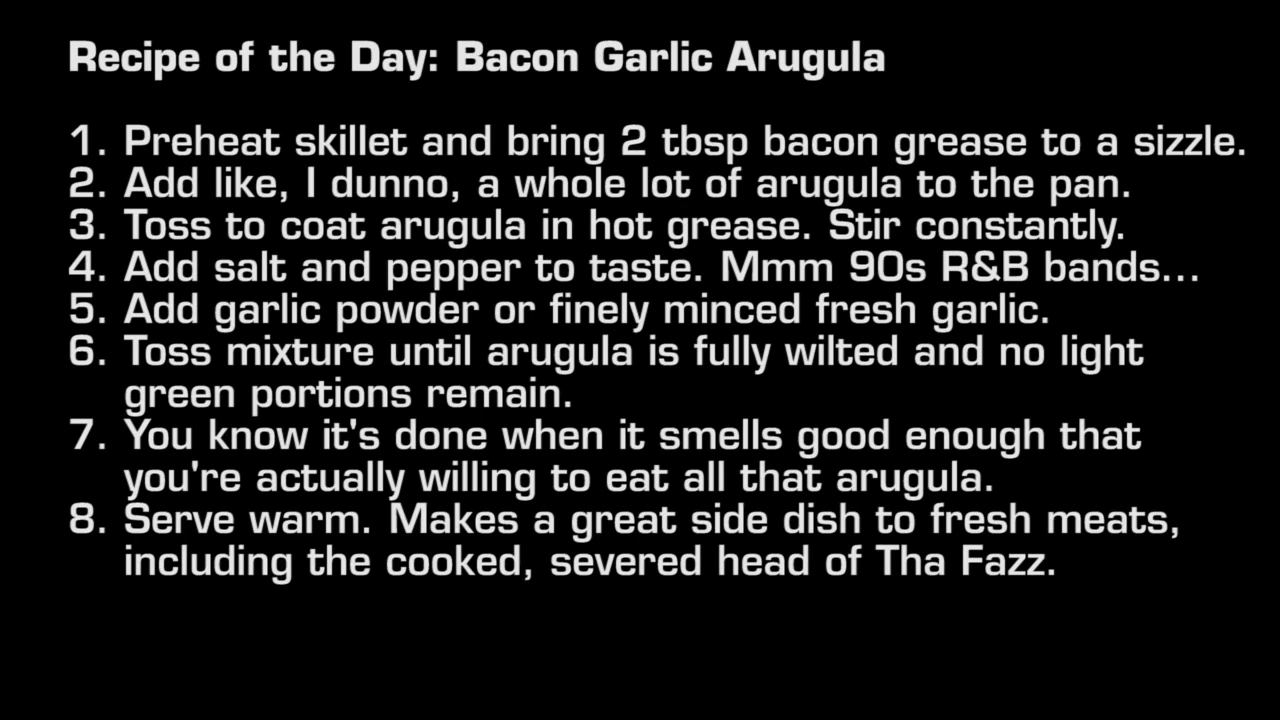 Recipe of the Day: Bacon Garlic Arugula
1. Preheat skillet and bring 2 tbsp bacon grease to a sizzle.
2. Add like, I dunno, a whole lot of arugula to the pan.
3. Toss to coat arugula in hot grease. Stir constantly.
4. Add salt and pepper to taste. Mmm 90s R&B bands...
5. Add garlic powder or finely minced fresh garlic.
6. Toss mixture until arugula is fully wilted and no light
green portions remain.
7. You know it's done when it smells good enough that
you're actually willing to eat all that arugula.
8. Serve warm. Makes a great side dish to fresh meats,
including the cooked, severed head of Tha Fazz.